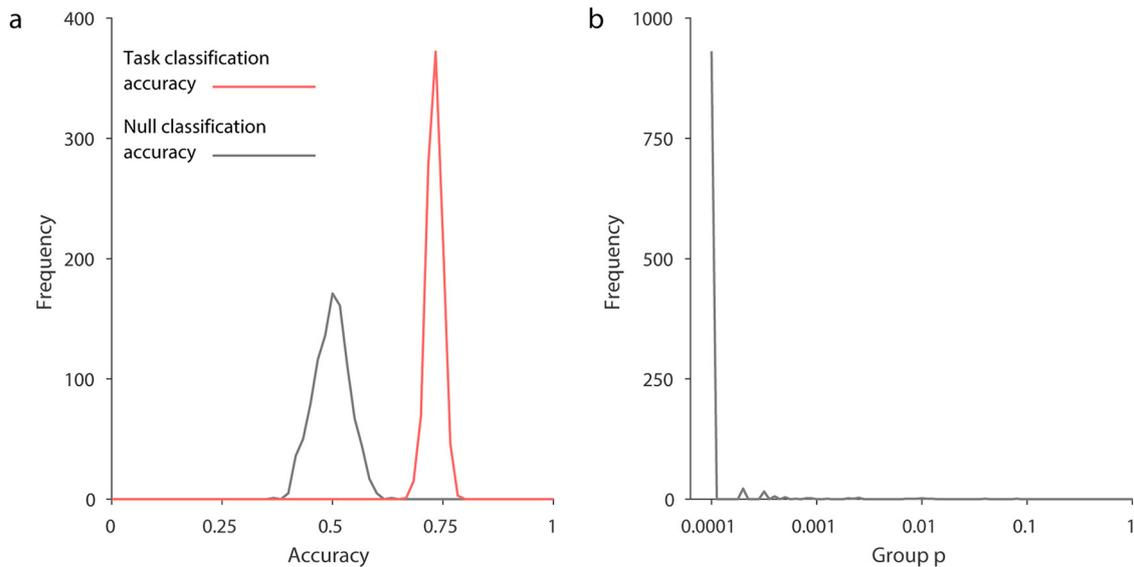 a
400
300
200
100
0
Frequency
Task classification
accuracy
Null classification
accuracy
0 0.25 0.5 0.75 1
Accuracy
b
1000
750
500
250
0
Frequency
0.0001 0.001 0.01 0.1 1
Group p